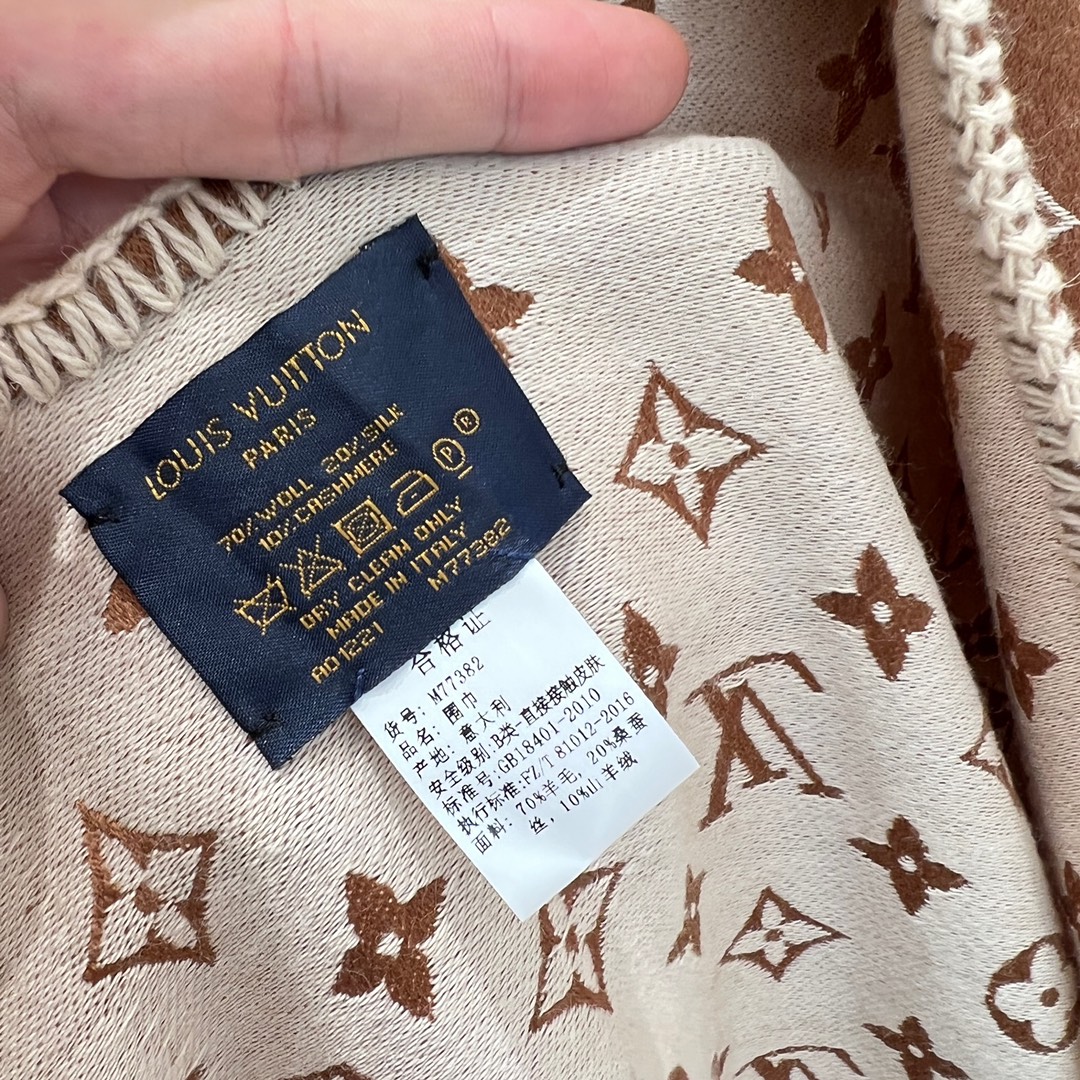 LOUIS VUITTON
PARIS
70%WOLL 20%SILK
10%CASHMERE
P
DRY CLEAN ONLY
MADE IN ITALY
AD1221 M77382
合格证
货号: M77382
品名: 围巾
产地: 意大利
安全级别: B类 直接接触皮肤
标准号: GB18401-2010
执行标准: FZ/T 81012-2016
面料: 70%羊毛, 20%桑蚕
丝, 10%山羊绒